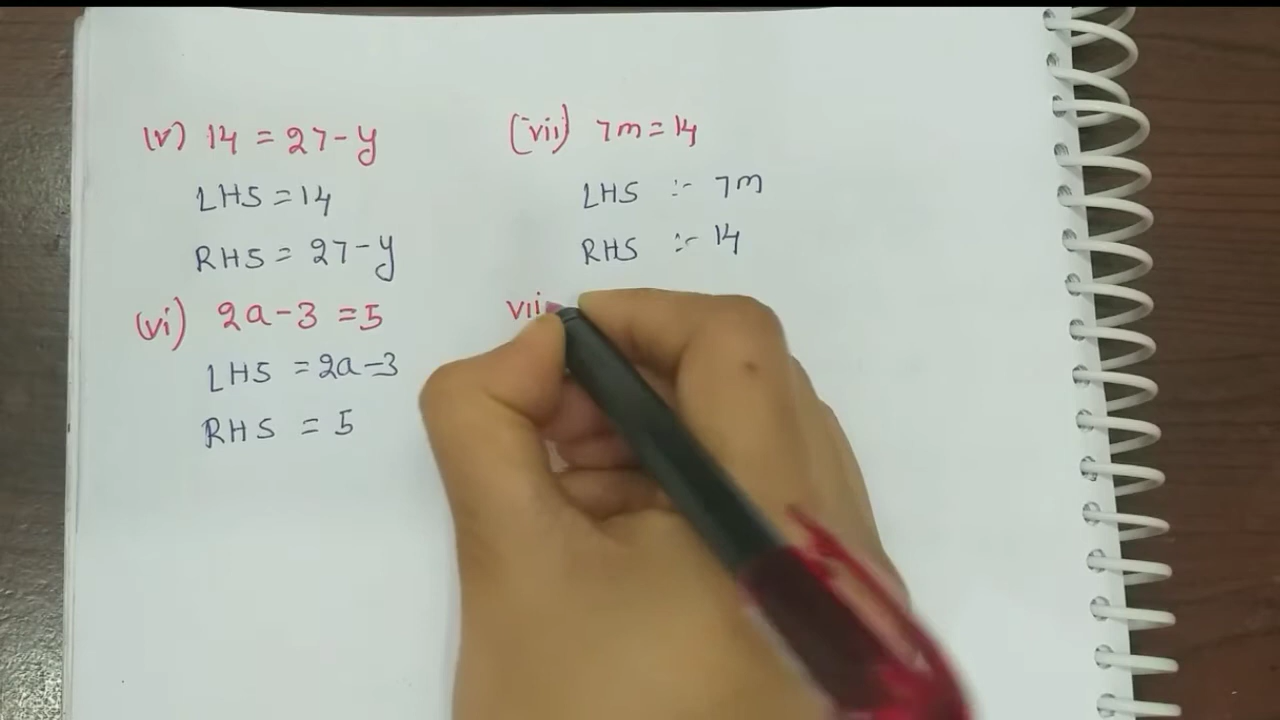 (v) 14 = 27 - y
LHS = 14
RHS = 27 - y
(vi) 2a - 3 = 5
LHS = 2a - 3
RHS = 5
(vii) 7m = 14
LHS :- 7m
RHS :- 14
vii